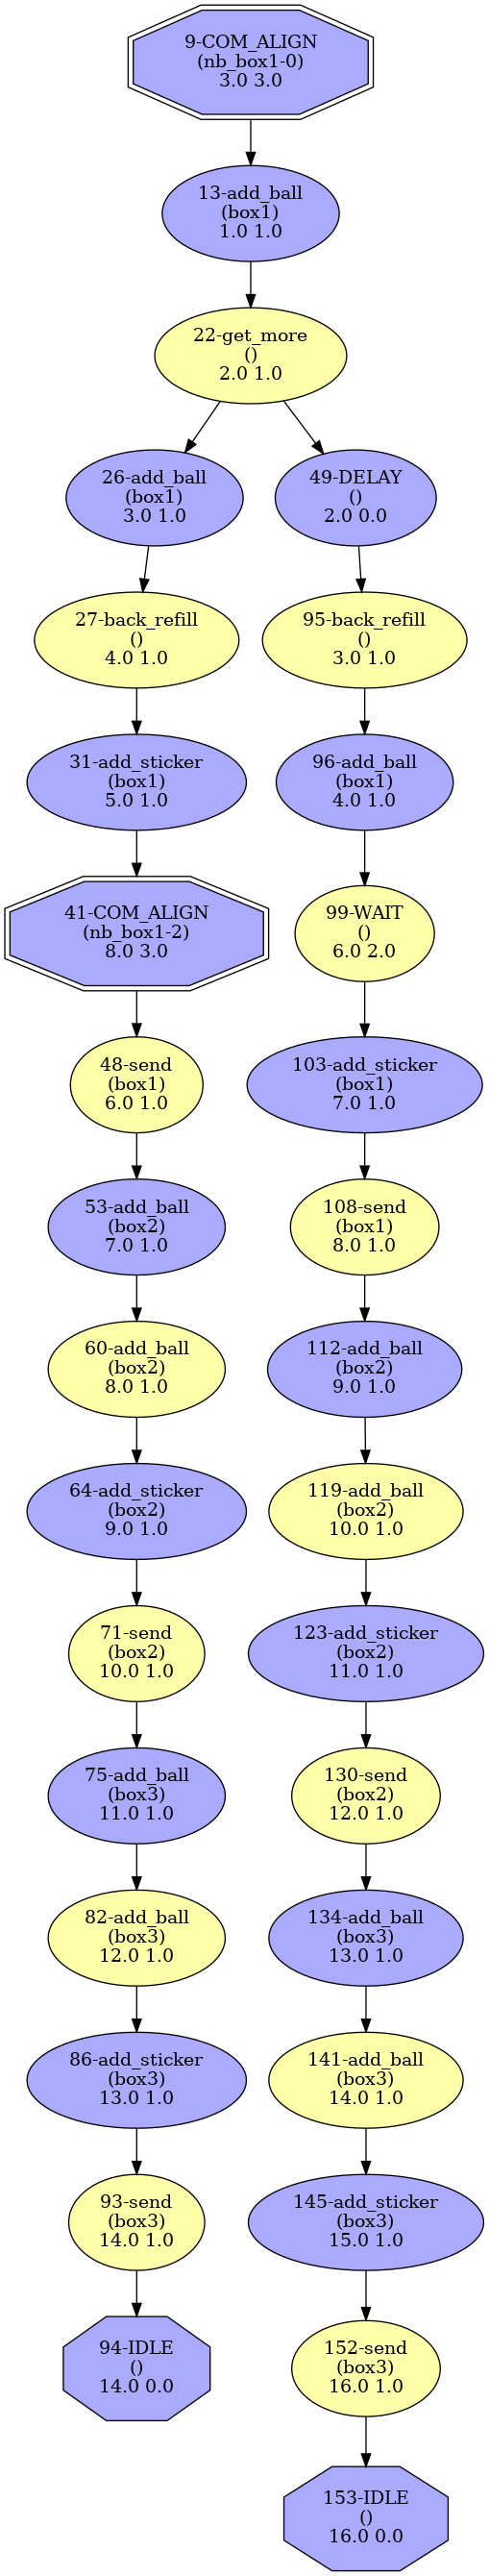 9-COM_ALIGN
(nb_box1-0)
3.0 3.0
13-add_ball
(box1)
1.0 1.0
22-get_more
()
2.0 1.0
26-add_ball
(box1)
3.0 1.0
49-DELAY
()
2.0 0.0
27-back_refill
()
4.0 1.0
95-back_refill
()
3.0 1.0
31-add_sticker
(box1)
5.0 1.0
96-add_ball
(box1)
4.0 1.0
41-COM_ALIGN
(nb_box1-2)
8.0 3.0
99-WAIT
()
6.0 2.0
48-send
(box1)
6.0 1.0
103-add_sticker
(box1)
7.0 1.0
53-add_ball
(box2)
7.0 1.0
108-send
(box1)
8.0 1.0
60-add_ball
(box2)
8.0 1.0
112-add_ball
(box2)
9.0 1.0
64-add_sticker
(box2)
9.0 1.0
119-add_ball
(box2)
10.0 1.0
71-send
(box2)
10.0 1.0
123-add_sticker
(box2)
11.0 1.0
75-add_ball
(box3)
11.0 1.0
130-send
(box2)
12.0 1.0
82-add_ball
(box3)
12.0 1.0
134-add_ball
(box3)
13.0 1.0
86-add_sticker
(box3)
13.0 1.0
141-add_ball
(box3)
14.0 1.0
93-send
(box3)
14.0 1.0
145-add_sticker
(box3)
15.0 1.0
94-IDLE
()
14.0 0.0
152-send
(box3)
16.0 1.0
153-IDLE
()
16.0 0.0